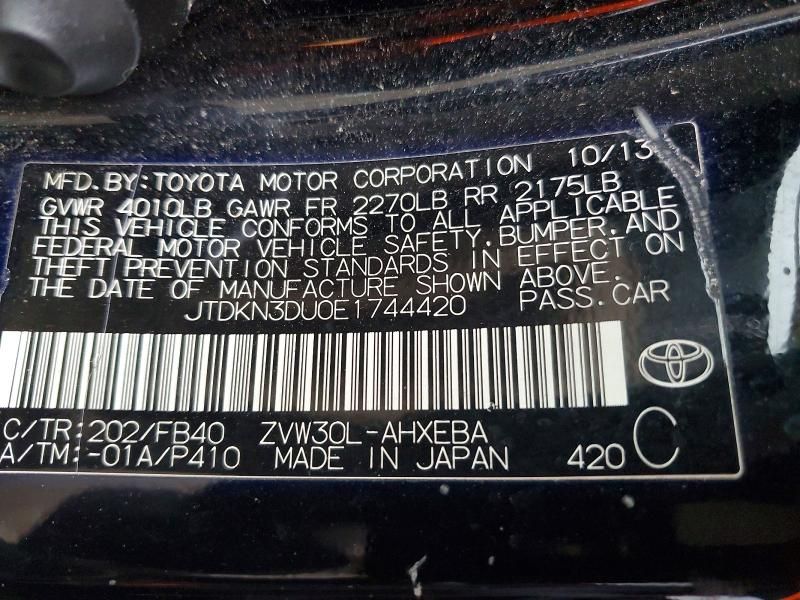 MFD.BY:TOYOTA MOTOR CORPORATION 10/13
GVWR 4010LB GAWR FR 2270LB RR 2175LB
THIS VEHICLE CONFORMS TO ALL APPLICABLE
FEDERAL MOTOR VEHICLE SAFETY,BUMPER,AND
THEFT PREVENTION STANDARDS IN EFFECT ON
THE DATE OF MANUFACTURE SHOWN ABOVE.
JTDKN3DU0E1744420 PASS.CAR
C/TR:202/FB40 ZVW30L-AHXEBA
A/TM:-01A/P410 MADE IN JAPAN 420 C